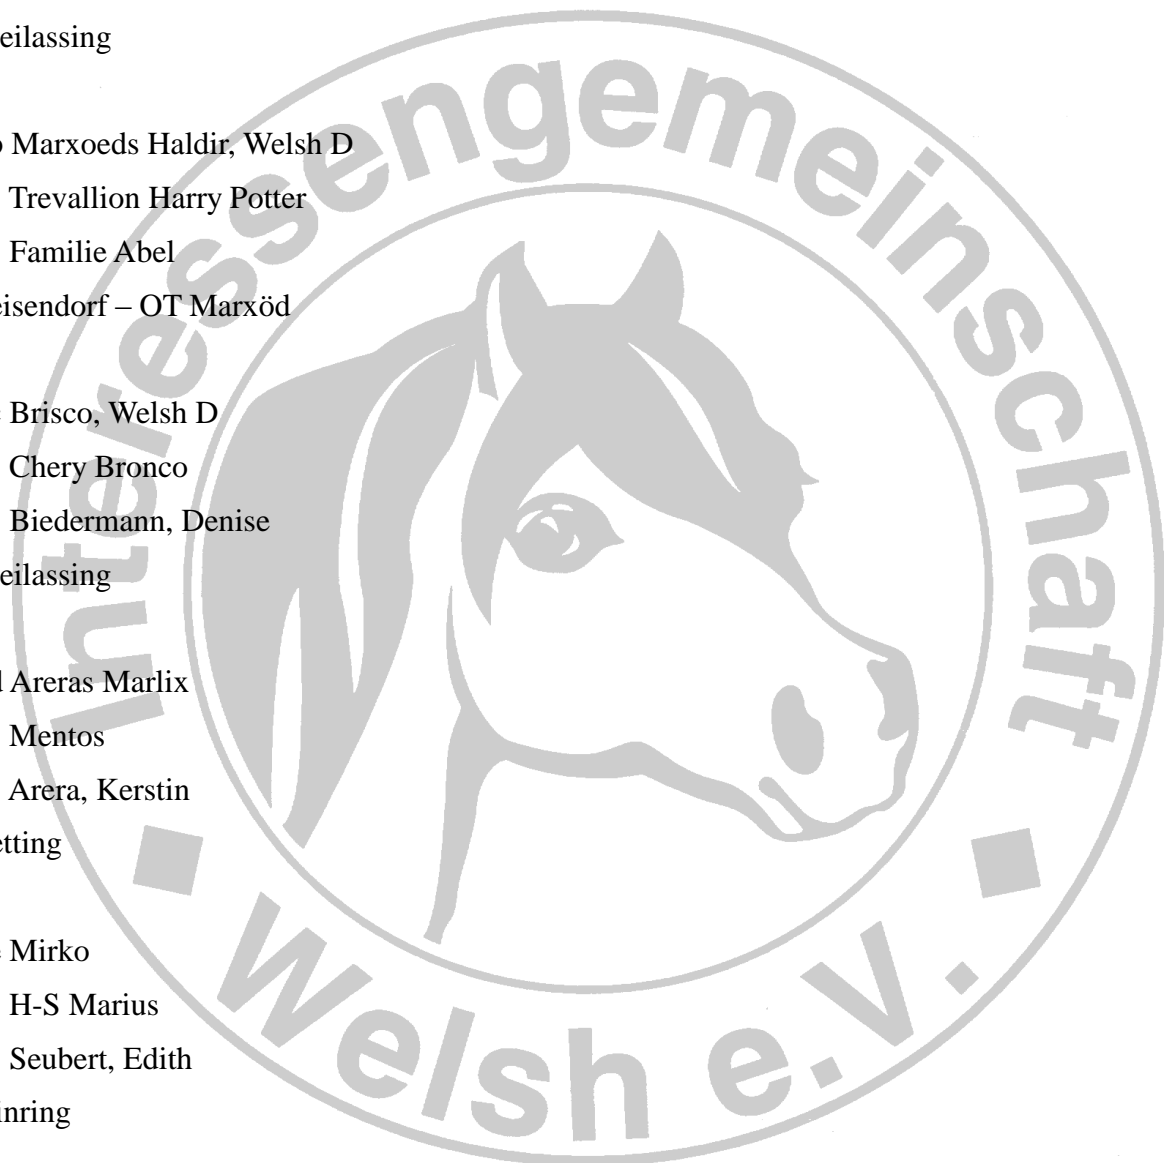 eilassing
Marxoeds Haldir, Welsh D
Trevallion Harry Potter
Familie Abel
eisendorf – OT Marxöd
Brisco, Welsh D
Chery Bronco
Biedermann, Denise
eilassing
Areras Marlix
Mentos
Arera, Kerstin
etting
Mirko
H-S Marius
Seubert, Edith
inring
Interessengemeinschaft
Welsh e. V.